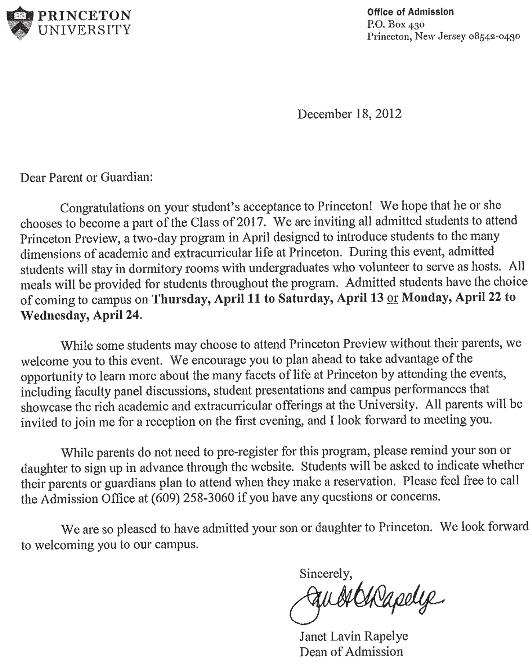 PRINCETON
UNIVERSITY
Office of Admission
P.O. Box 430
Princeton, New Jersey 08542-0430
December 18, 2012
Dear Parent or Guardian:
Congratulations on your student's acceptance to Princeton! We hope that he or she
chooses to become a part of the Class of 2017. We are inviting all admitted students to attend
Princeton Preview, a two-day program in April designed to introduce students to the many
dimensions of academic and extracurricular life at Princeton. During this event, admitted
students will stay in dormitory rooms with undergraduates who volunteer to serve as hosts. All
meals will be provided for students throughout the program. Admitted students have the choice
of coming to campus on Thursday, April 11 to Saturday, April 13 or Monday, April 22 to
Wednesday, April 24.
While some students may choose to attend Princeton Preview without their parents, we
welcome you to this event. We encourage you to plan ahead to take advantage of the
opportunity to learn more about the many facets of life at Princeton by attending the events,
including faculty panel discussions, student presentations and campus performances that
showcase the rich academic and extracurricular offerings at the University. All parents will be
invited to join me for a reception on the first evening, and I look forward to meeting you.
While parents do not need to pre-register for this program, please remind your son or
daughter to sign up in advance through the website. Students will be asked to indicate whether
their parents or guardians plan to attend when they make a reservation. Please feel free to call
the Admission Office at (609) 258-3060 if you have any questions or concerns.
We are so pleased to have admitted your son or daughter to Princeton. We look forward
to welcoming you to our campus.
Sincerely,
Janet Lavin Rapelye
Dean of Admission